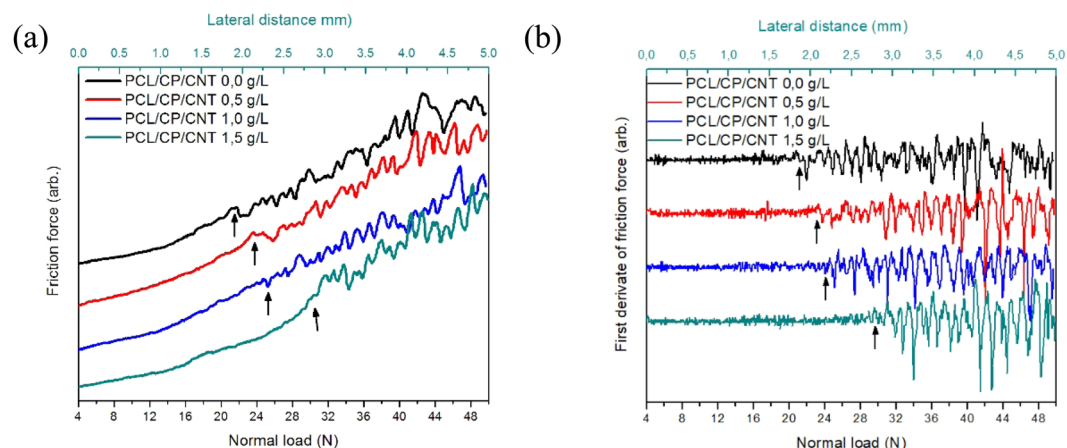 (a)
Lateral distance mm)
0.0 0.5 1.0 1.5 2.0 2.5 3.0 3.5 4.0 4.5 5.0
PCL/CP/CNT 0,0 g/L
PCL/CP/CNT 0,5 g/L
PCL/CP/CNT 1,0 g/L
PCL/CP/CNT 1,5 g/L
Friction force (arb.)
4 8 12 16 20 24 28 32 36 40 44 48
Normal load (N)
(b)
Lateral distance (mm)
0,0 0,5 1,0 1,5 2,0 2,5 3,0 3,5 4,0 4,5 5,0
PCL/CP/CNT 0,0 g/L
PCL/CP/CNT 0,5 g/L
PCL/CP/CNT 1,0 g/L
PCL/CP/CNT 1,5 g/L
First derivate of friction force (arb.)
4 8 12 16 20 24 28 32 36 40 44 48
Normal load (N)